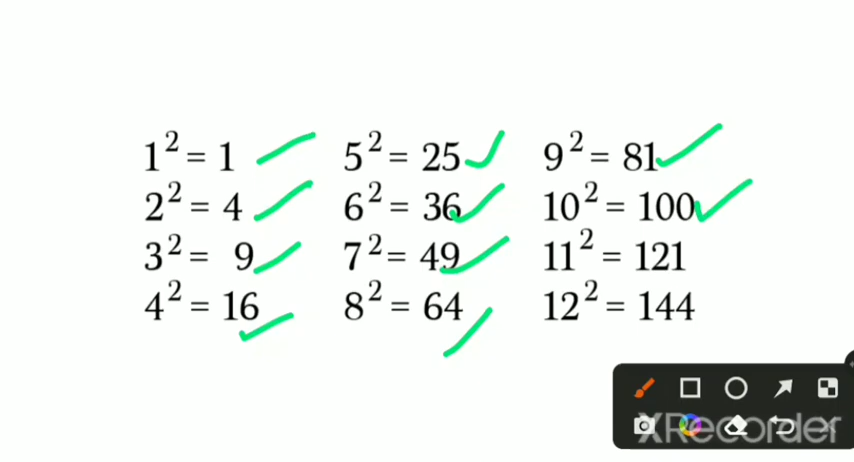 1² = 1 5² = 25 9² = 81
2² = 4 6² = 36 10² = 100
3² = 9 7² = 49 11² = 121
4² = 16 8² = 64 12² = 144
XRecorder